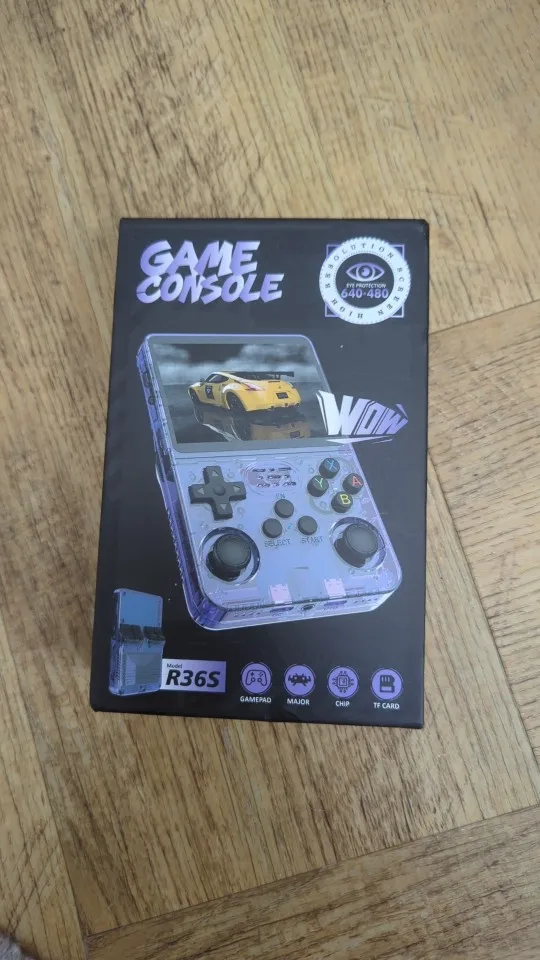 GAME
CONSOLE
HIGH RESOLUTION SCREEN
EYE PROTECTION
640-480
WOW
X
Y
A
B
FN
SELECT
START
Model
R36S
GAMEPAD
MAJOR
CHIP
TF CARD